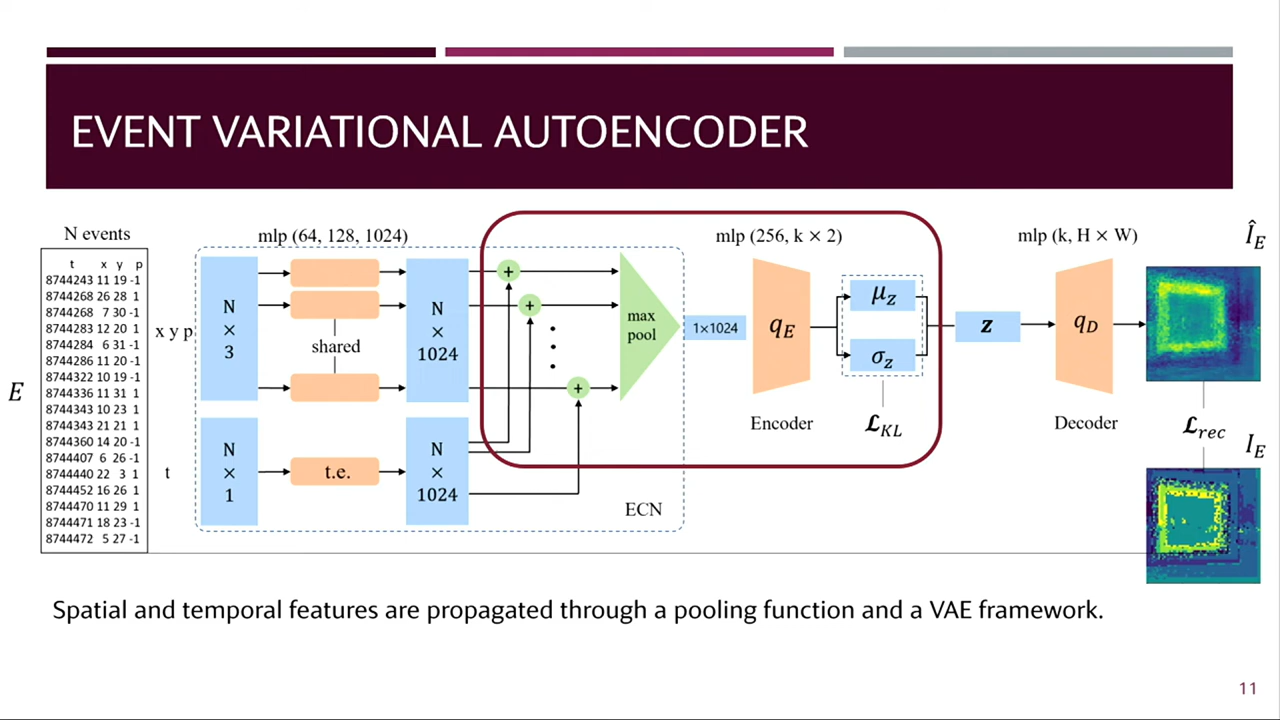 EVENT VARIATIONAL AUTOENCODER
N events
t x y p
8744243 11 19 -1
8744268 26 28 1
8744268 7 30 -1
8744283 12 20 1
8744284 6 31 -1
8744286 11 20 -1
8744322 10 19 -1
8744336 11 31 1
8744343 10 23 1
8744343 21 21 1
8744360 14 20 -1
8744407 6 26 -1
8744440 22 3 1
8744452 16 26 1
8744470 11 29 1
8744471 18 23 -1
8744472 5 27 -1
E
x y p
t
mlp (64, 128, 1024)
N × 3
shared
N × 1024
N × 1
t.e.
N × 1024
+
+
+
max
pool
ECN
1×1024
mlp (256, k × 2)
q_E
Encoder
μ_Z
σ_Z
ℒ_KL
z
mlp (k, H × W)
q_D
Decoder
Î_E
ℒ_rec
I_E
Spatial and temporal features are propagated through a pooling function and a VAE framework.
11